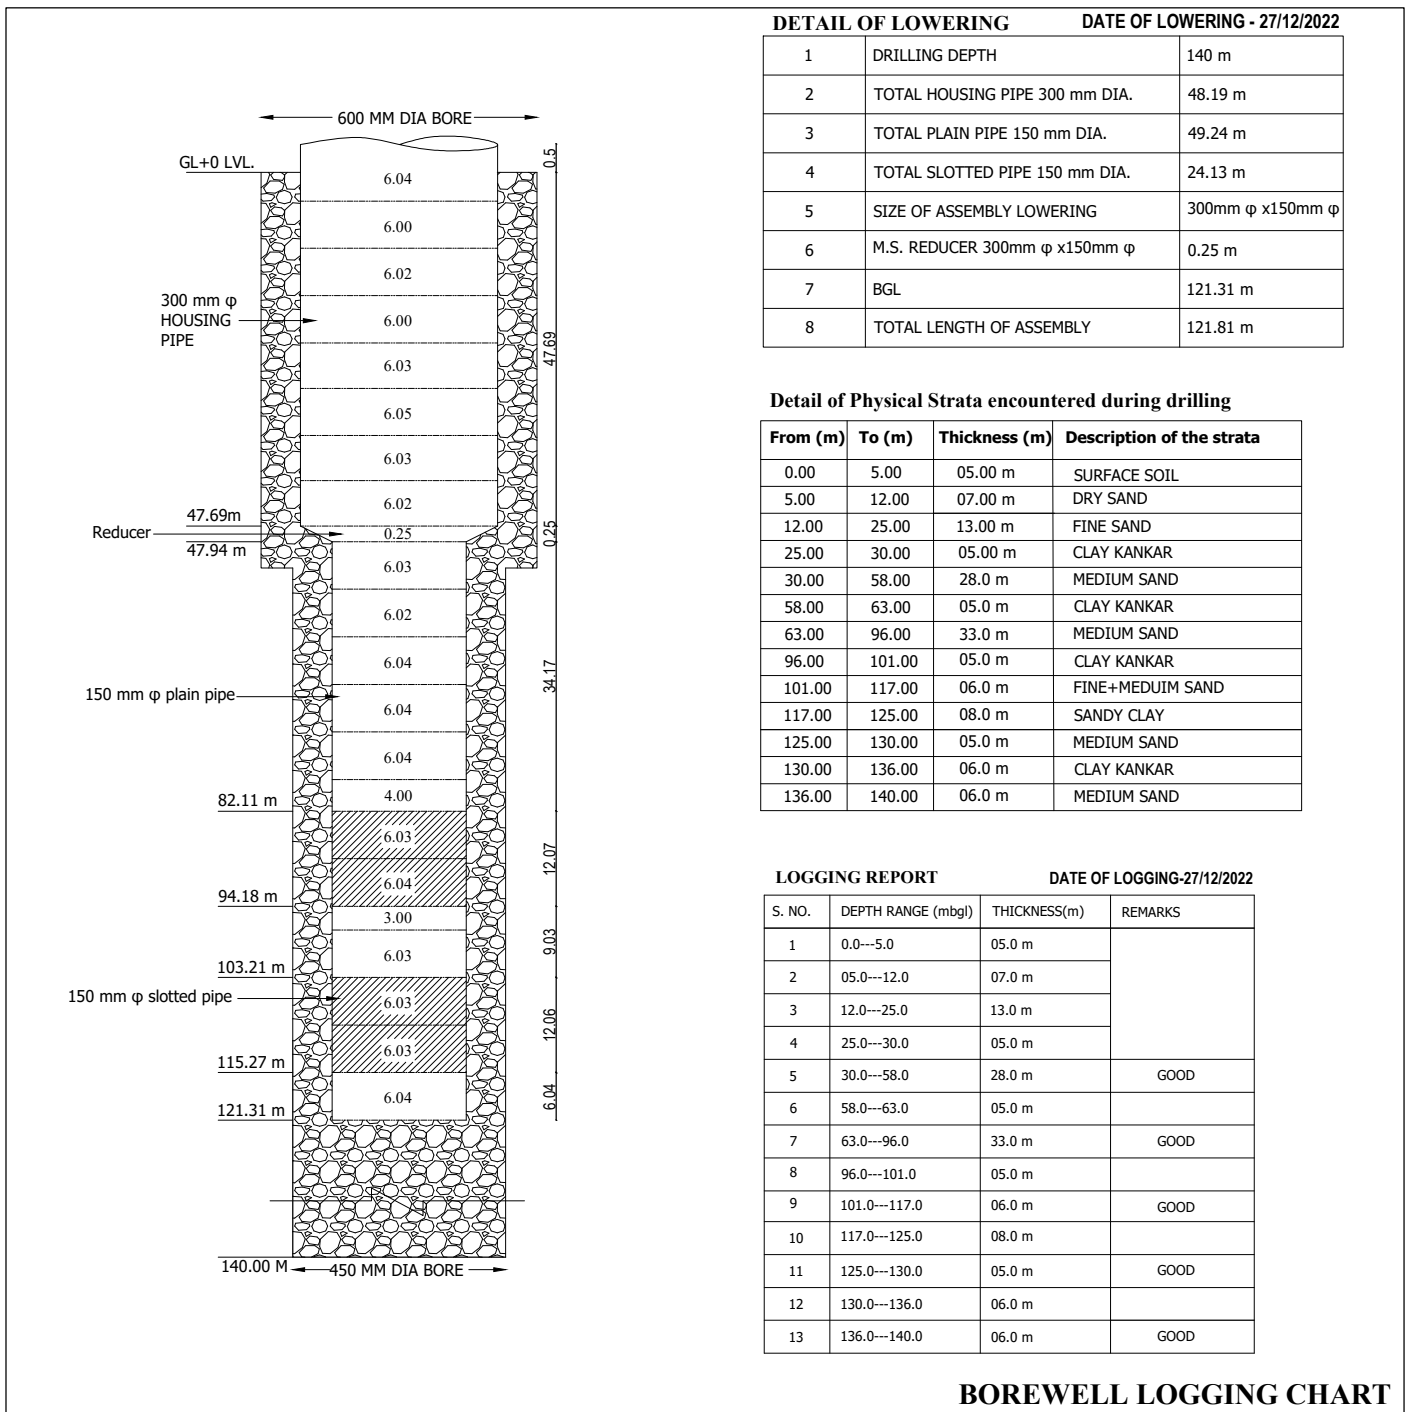 600 MM DIA BORE
GL+0 LVL.
0.5
6.04
6.00
6.02
300 mm φ
HOUSING
PIPE
6.00
6.03
47.69
6.05
6.03
6.02
47.69m
Reducer
0.25
0.25
47.94 m
6.03
6.02
6.04
34.17
150 mm φ plain pipe
6.04
6.04
4.00
82.11 m
6.03
12.07
6.04
94.18 m
3.00
9.03
6.03
103.21 m
150 mm φ slotted pipe
6.03
12.06
6.03
115.27 m
6.04
6.04
121.31 m
140.00 M
450 MM DIA BORE
DETAIL OF LOWERING DATE OF LOWERING - 27/12/2022
1 DRILLING DEPTH 140 m
2 TOTAL HOUSING PIPE 300 mm DIA. 48.19 m
3 TOTAL PLAIN PIPE 150 mm DIA. 49.24 m
4 TOTAL SLOTTED PIPE 150 mm DIA. 24.13 m
5 SIZE OF ASSEMBLY LOWERING 300mm φ x150mm φ
6 M.S. REDUCER 300mm φ x150mm φ 0.25 m
7 BGL 121.31 m
8 TOTAL LENGTH OF ASSEMBLY 121.81 m
Detail of Physical Strata encountered during drilling
From (m) To (m) Thickness (m) Description of the strata
0.00 5.00 05.00 m SURFACE SOIL
5.00 12.00 07.00 m DRY SAND
12.00 25.00 13.00 m FINE SAND
25.00 30.00 05.00 m CLAY KANKAR
30.00 58.00 28.0 m MEDIUM SAND
58.00 63.00 05.0 m CLAY KANKAR
63.00 96.00 33.0 m MEDIUM SAND
96.00 101.00 05.0 m CLAY KANKAR
101.00 117.00 06.0 m FINE+MEDUIM SAND
117.00 125.00 08.0 m SANDY CLAY
125.00 130.00 05.0 m MEDIUM SAND
130.00 136.00 06.0 m CLAY KANKAR
136.00 140.00 06.0 m MEDIUM SAND
LOGGING REPORT DATE OF LOGGING-27/12/2022
S. NO. DEPTH RANGE (mbgl) THICKNESS(m) REMARKS
1 0.0---5.0 05.0 m
2 05.0---12.0 07.0 m
3 12.0---25.0 13.0 m
4 25.0---30.0 05.0 m
5 30.0---58.0 28.0 m GOOD
6 58.0---63.0 05.0 m
7 63.0---96.0 33.0 m GOOD
8 96.0---101.0 05.0 m
9 101.0---117.0 06.0 m GOOD
10 117.0---125.0 08.0 m
11 125.0---130.0 05.0 m GOOD
12 130.0---136.0 06.0 m
13 136.0---140.0 06.0 m GOOD
BOREWELL LOGGING CHART